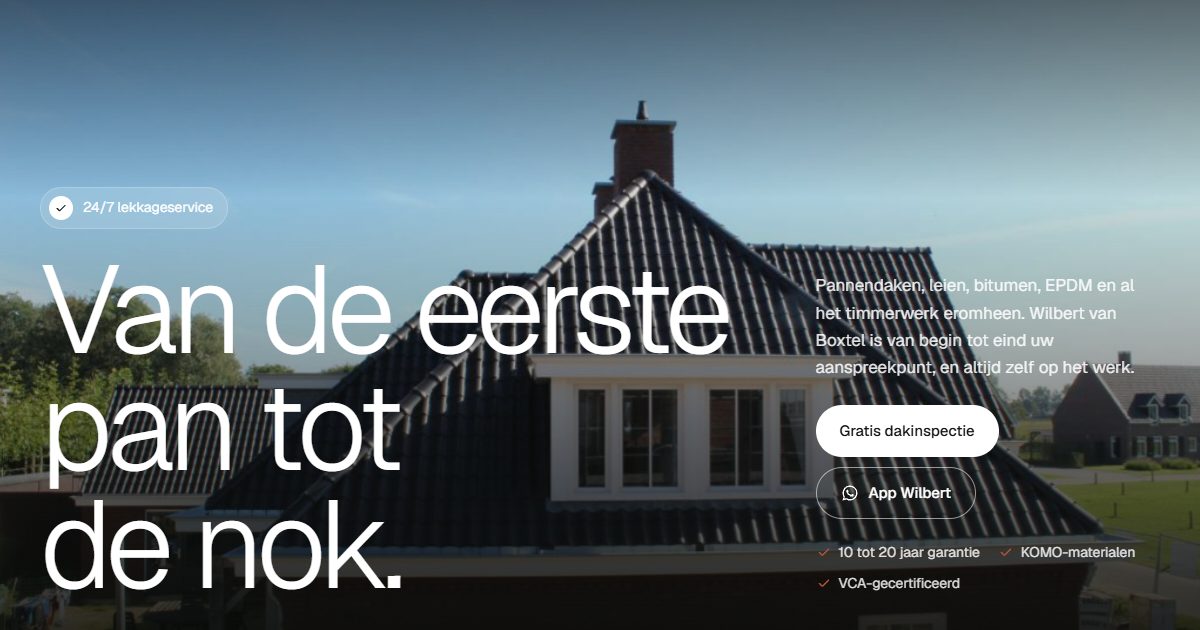 24/7 lekkageservice
Van de eerste
pan tot
de nok.
Pannendaken, leien, bitumen, EPDM en al
het timmerwerk eromheen. Wilbert van
Boxtel is van begin tot eind uw
aanspreekpunt, en altijd zelf op het werk.
Gratis dakinspectie
App Wilbert
10 tot 20 jaar garantie
KOMO-materialen
VCA-gecertificeerd